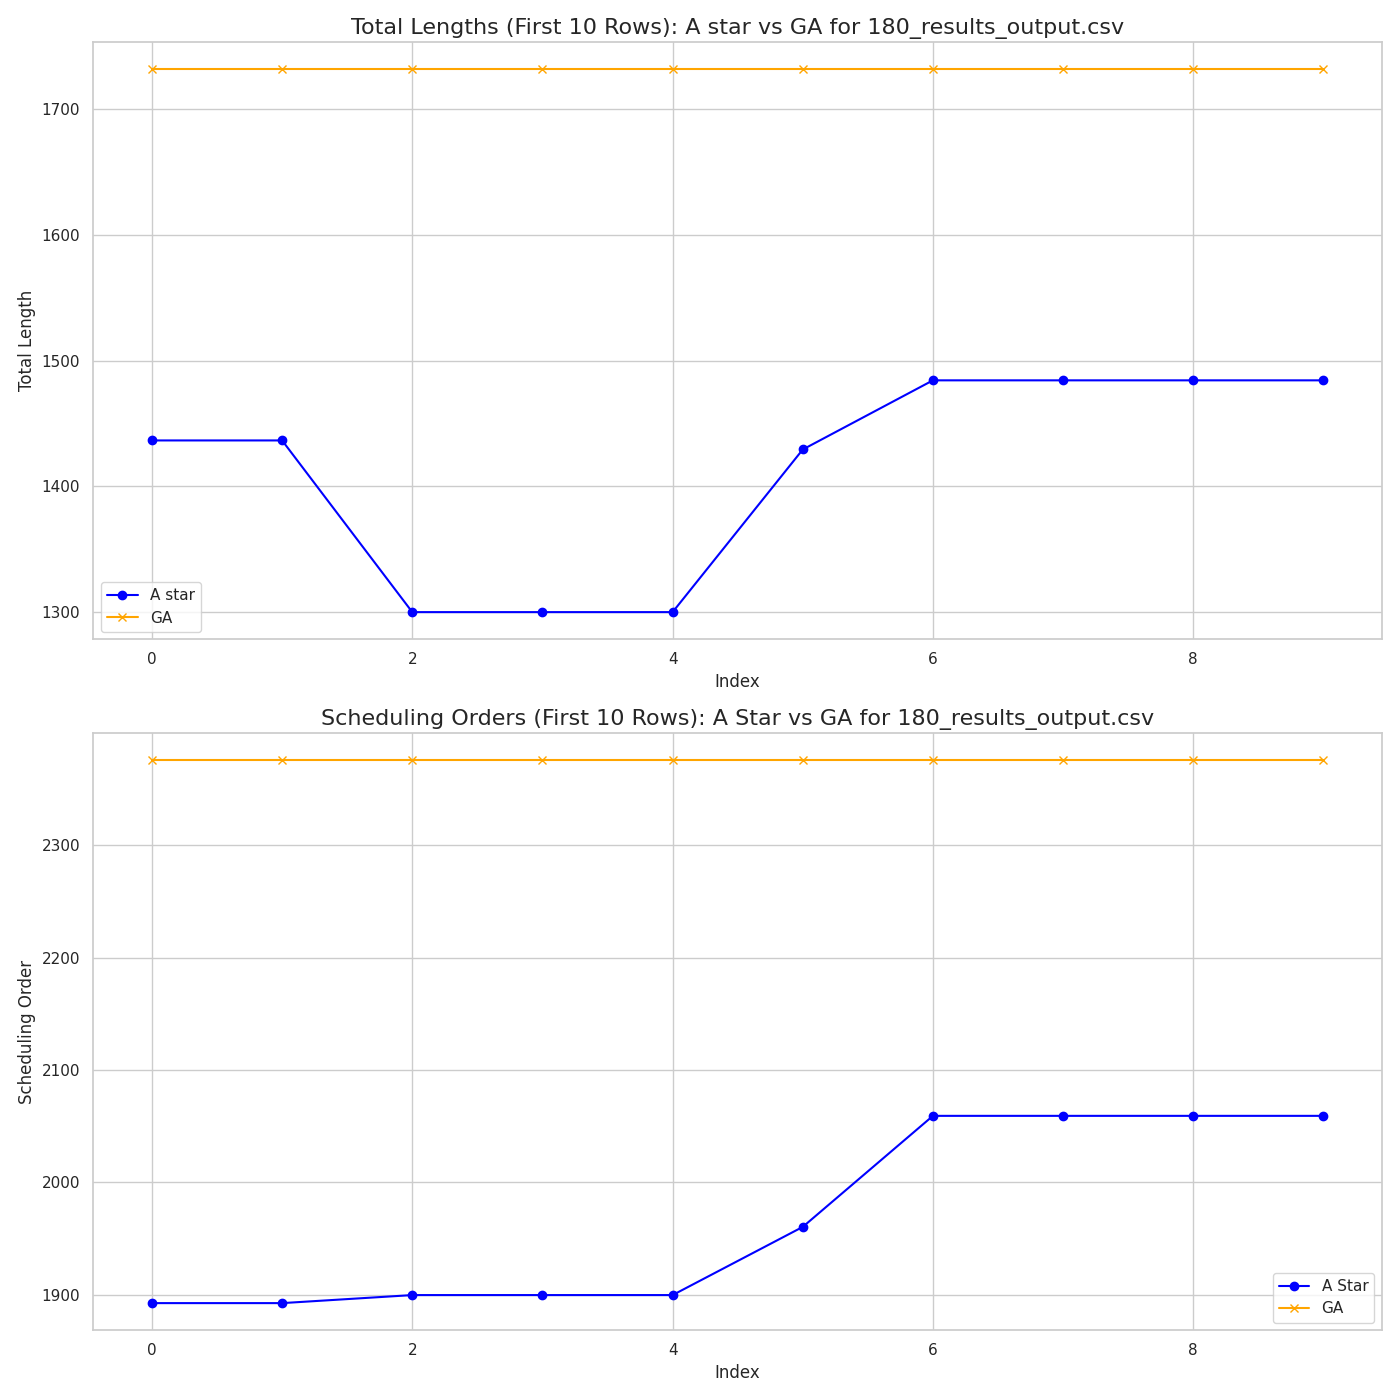 Total Lengths (First 10 Rows): A star vs GA for 180_results_output.csv
1700
1600
1500
1400
1300
Total Length
A star
GA
0 2 4 6 8
Index
Scheduling Orders (First 10 Rows): A Star vs GA for 180_results_output.csv
2300
2200
2100
2000
1900
Scheduling Order
A Star
GA
0 2 4 6 8
Index